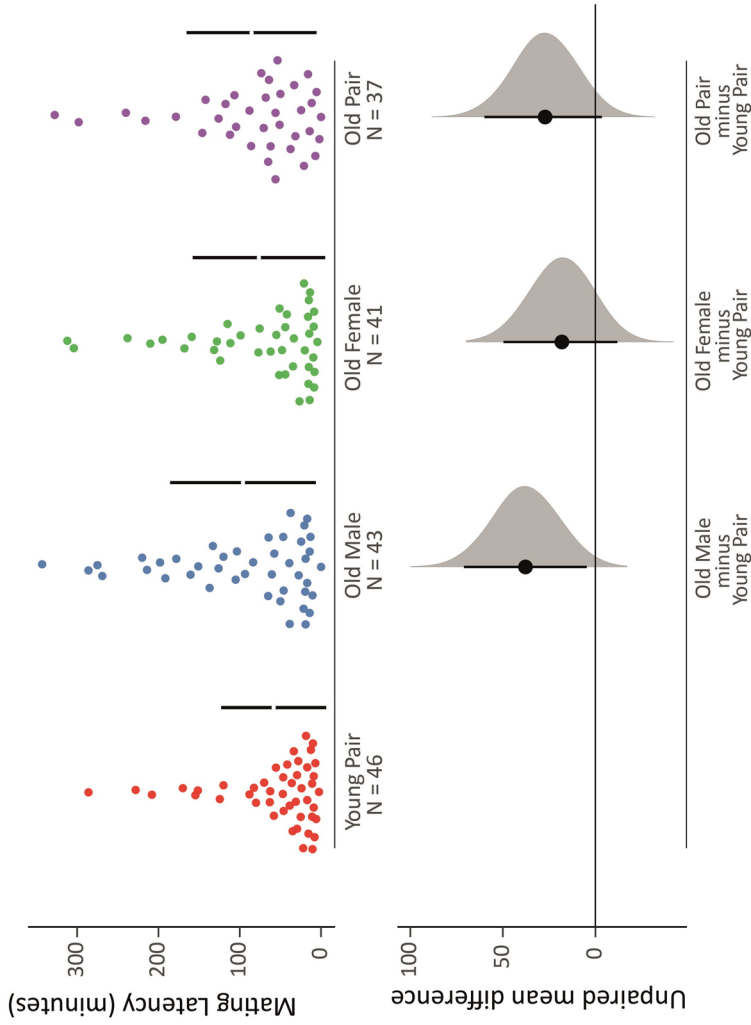 Mating Latency (minutes)
300
200
100
0
Young Pair
N = 46
Old Male
N = 43
Old Female
N = 41
Old Pair
N = 37
Unpaired mean difference
100
50
0
Old Male
minus
Young Pair
Old Female
minus
Young Pair
Old Pair
minus
Young Pair